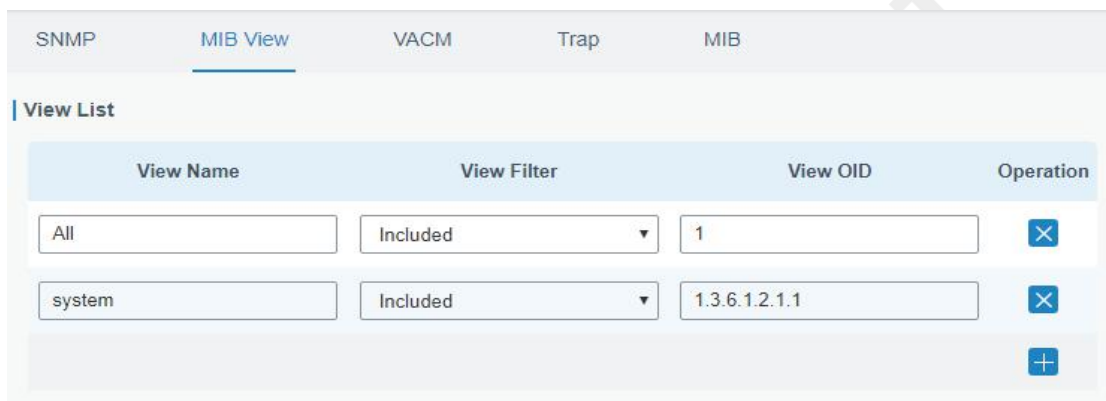 SNMP MIB View VACM Trap MIB
View List
View Name View Filter View OID Operation
All Included 1
system Included 1.3.6.1.2.1.1